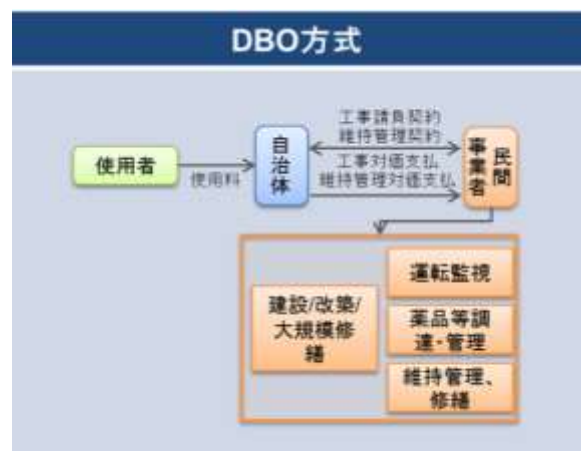 DBO方式
工事請負契約
維持管理契約
使用者
使用料
自治体
工事対価支払
維持管理対価支払
民間
事業者
建設/改築/
大規模修
繕
運転監視
薬品等調
達・管理
維持管理、
修繕